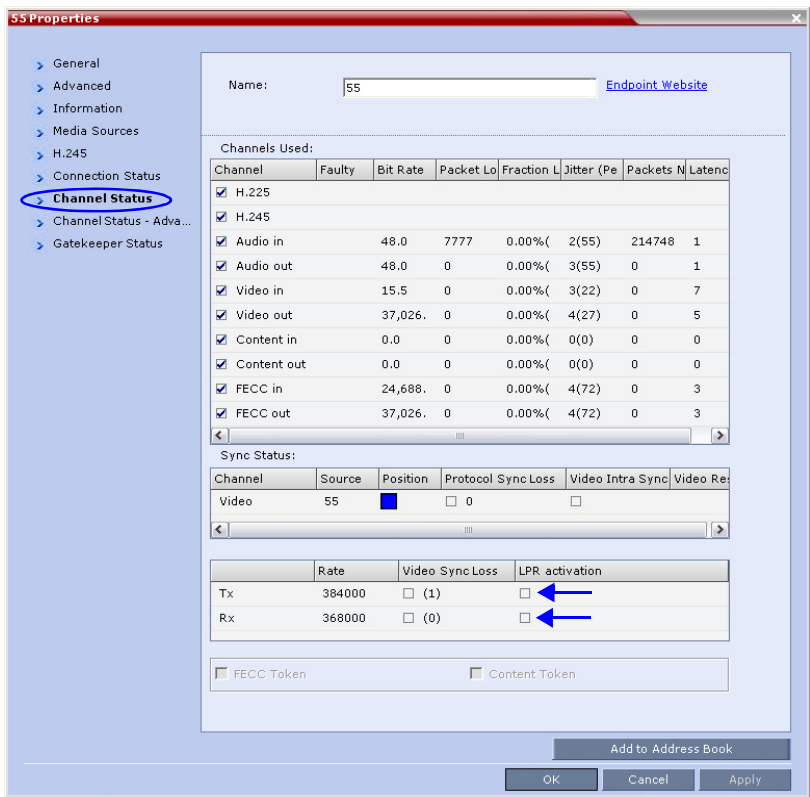 55 Properties
General
Advanced
Information
Media Sources
H.245
Connection Status
Channel Status
Channel Status - Adva...
Gatekeeper Status
Name: 55 Endpoint Website
Channels Used:
Channel Faulty Bit Rate Packet Lo Fraction L Jitter (Pe Packets N Latenc
H.225
H.245
Audio in 48.0 7777 0.00%( 2(55) 214748 1
Audio out 48.0 0 0.00%( 3(55) 0 1
Video in 15.5 0 0.00%( 3(22) 0 7
Video out 37,026. 0 0.00%( 4(27) 0 5
Content in 0.0 0 0.00%( 0(0) 0 0
Content out 0.0 0 0.00%( 0(0) 0 0
FECC in 24,688. 0 0.00%( 4(72) 0 3
FECC out 37,026. 0 0.00%( 4(72) 0 3
Sync Status:
Channel Source Position Protocol Sync Loss Video Intra Sync Video Re
Video 55 0
Rate Video Sync Loss LPR activation
Tx 384000 (1)
Rx 368000 (0)
FECC Token Content Token
Add to Address Book
OK Cancel Apply